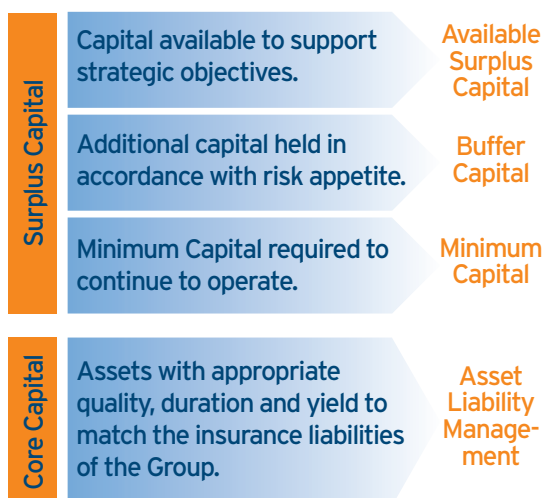 Surplus Capital
Capital available to support
strategic objectives.
Available
Surplus
Capital
Additional capital held in
accordance with risk appetite.
Buffer
Capital
Minimum Capital required to
continue to operate.
Minimum
Capital
Core Capital
Assets with appropriate
quality, duration and yield to
match the insurance liabilities
of the Group.
Asset
Liability
Manage-
ment